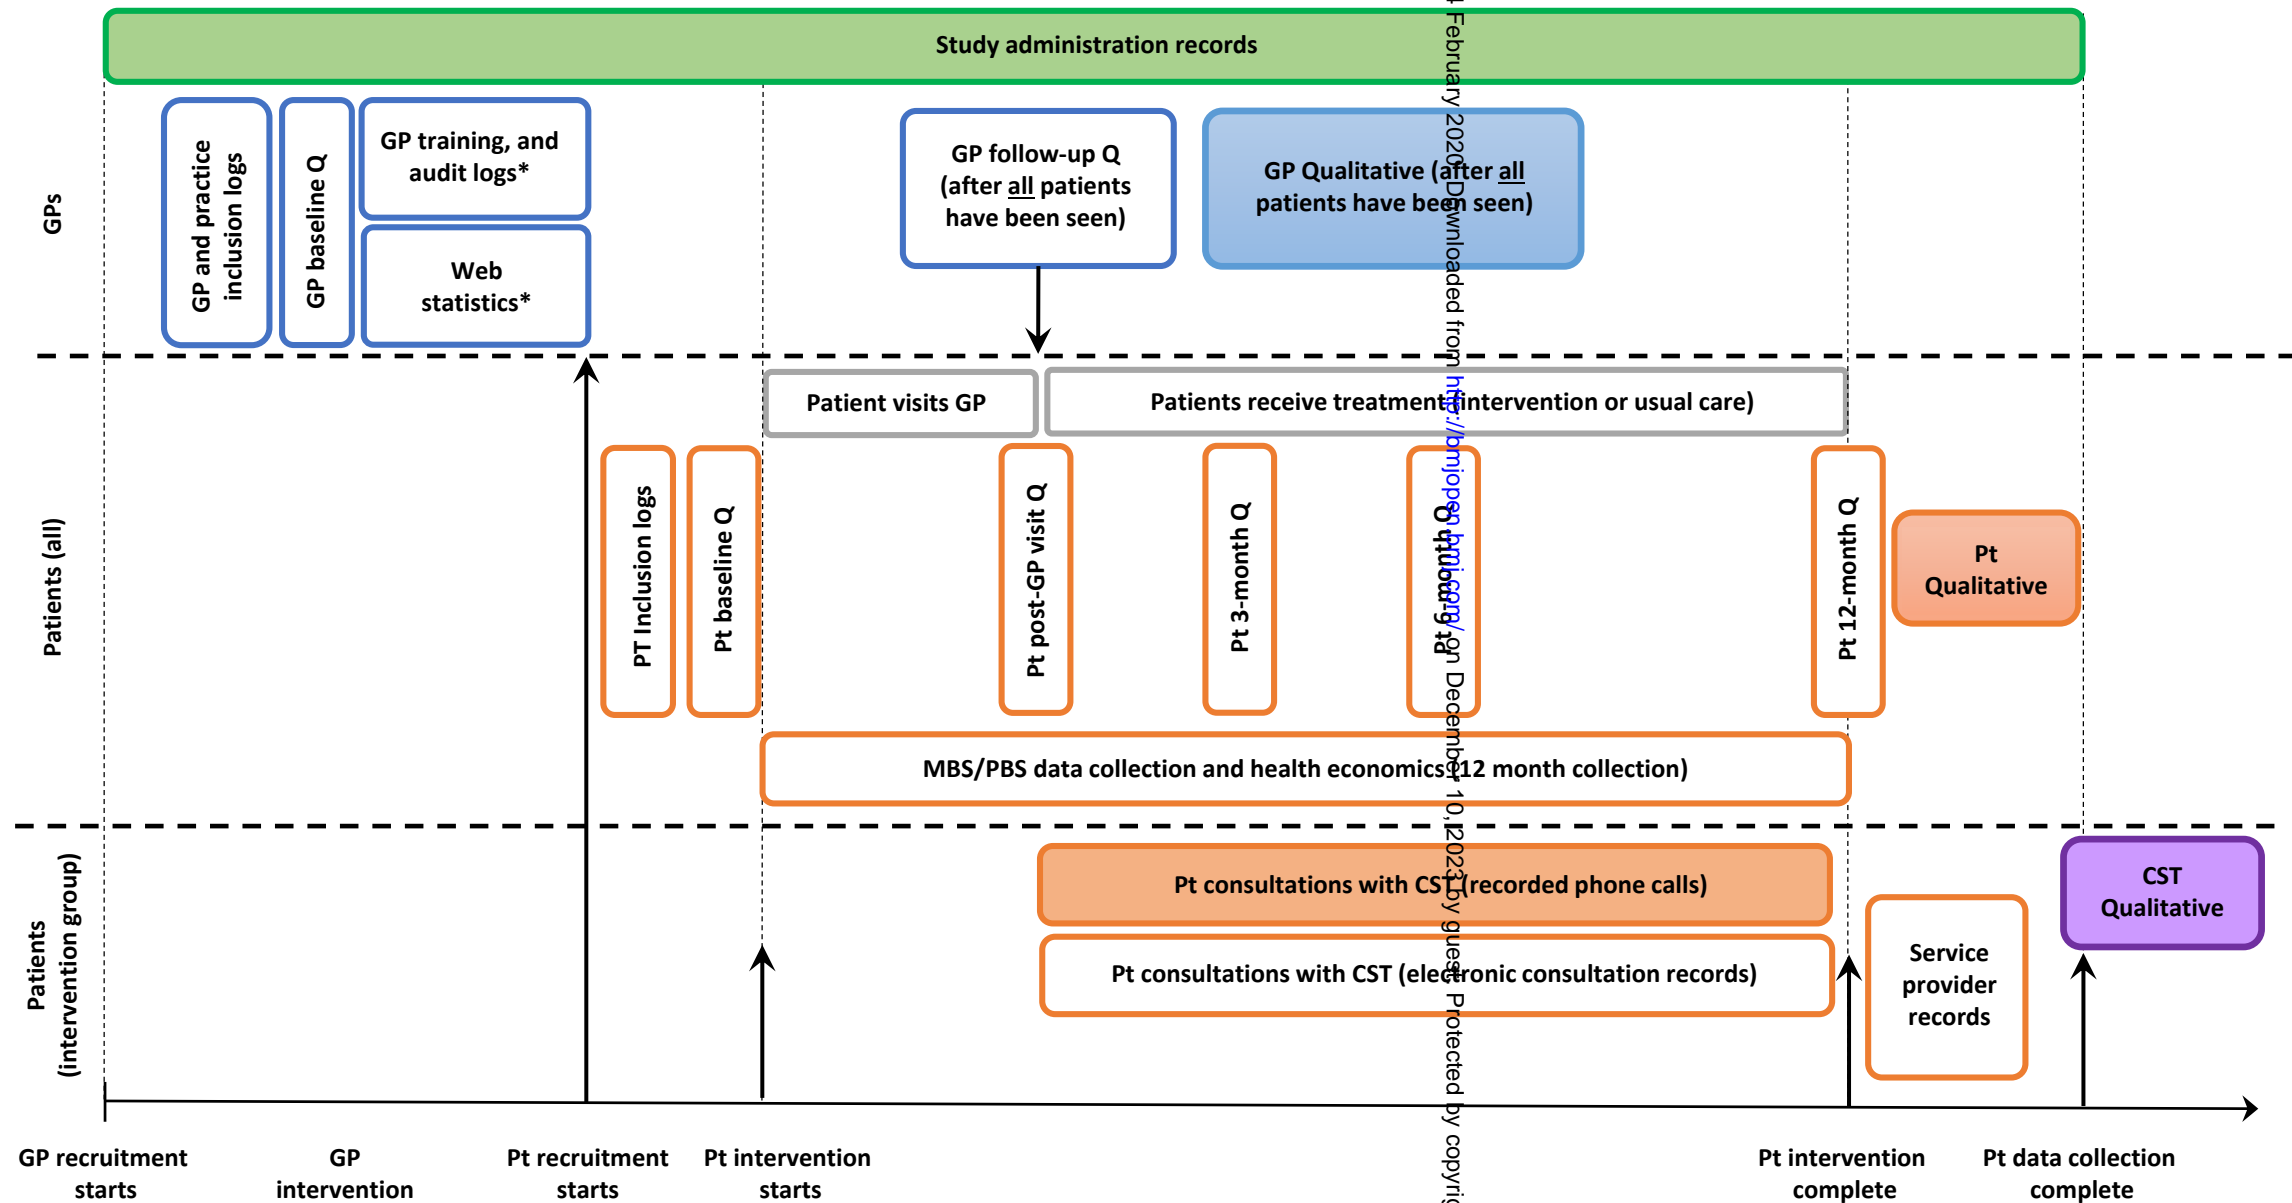 Study administration records
GPs
GP and practice
inclusion logs
GP baseline Q
GP training, and
audit logs*
Web
statistics*
GP follow-up Q
(after all patients
have been seen)
GP Qualitative (after all
patients have been seen)
Patients (all)
Patient visits GP
Patients receive treatment (intervention or usual care)
PT Inclusion logs
Pt baseline Q
Pt post-GP visit Q
Pt 3-month Q
Pt 6-month Q
Pt 12-month Q
Pt
Qualitative
MBS/PBS data collection and health economics (12 month collection)
Patients
(intervention group)
Pt consultations with CST (recorded phone calls)
Pt consultations with CST (electronic consultation records)
Service
provider
records
CST
Qualitative
GP recruitment
starts
GP
intervention
Pt recruitment
starts
Pt intervention
starts
Pt intervention
complete
Pt data collection
complete
February 2020. Downloaded from http://bmjopen.bmj.com/ on December 10, 2023 by guest. Protected by